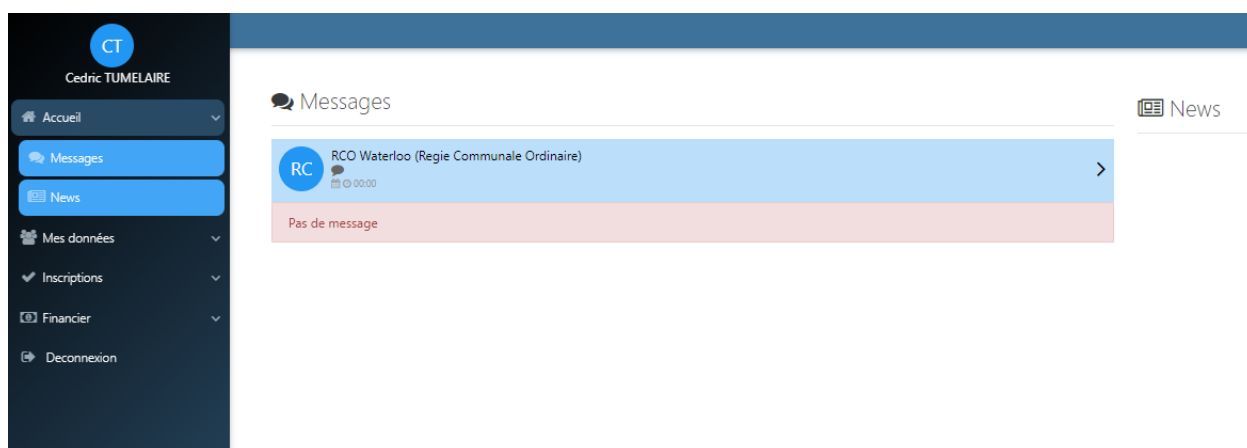 CT
Cedric TUMELAIRE
Accueil
Messages
News
Mes données
Inscriptions
Financier
Deconnexion
Messages
RC
RCO Waterloo (Regie Communale Ordinaire)
00:00
Pas de message
News